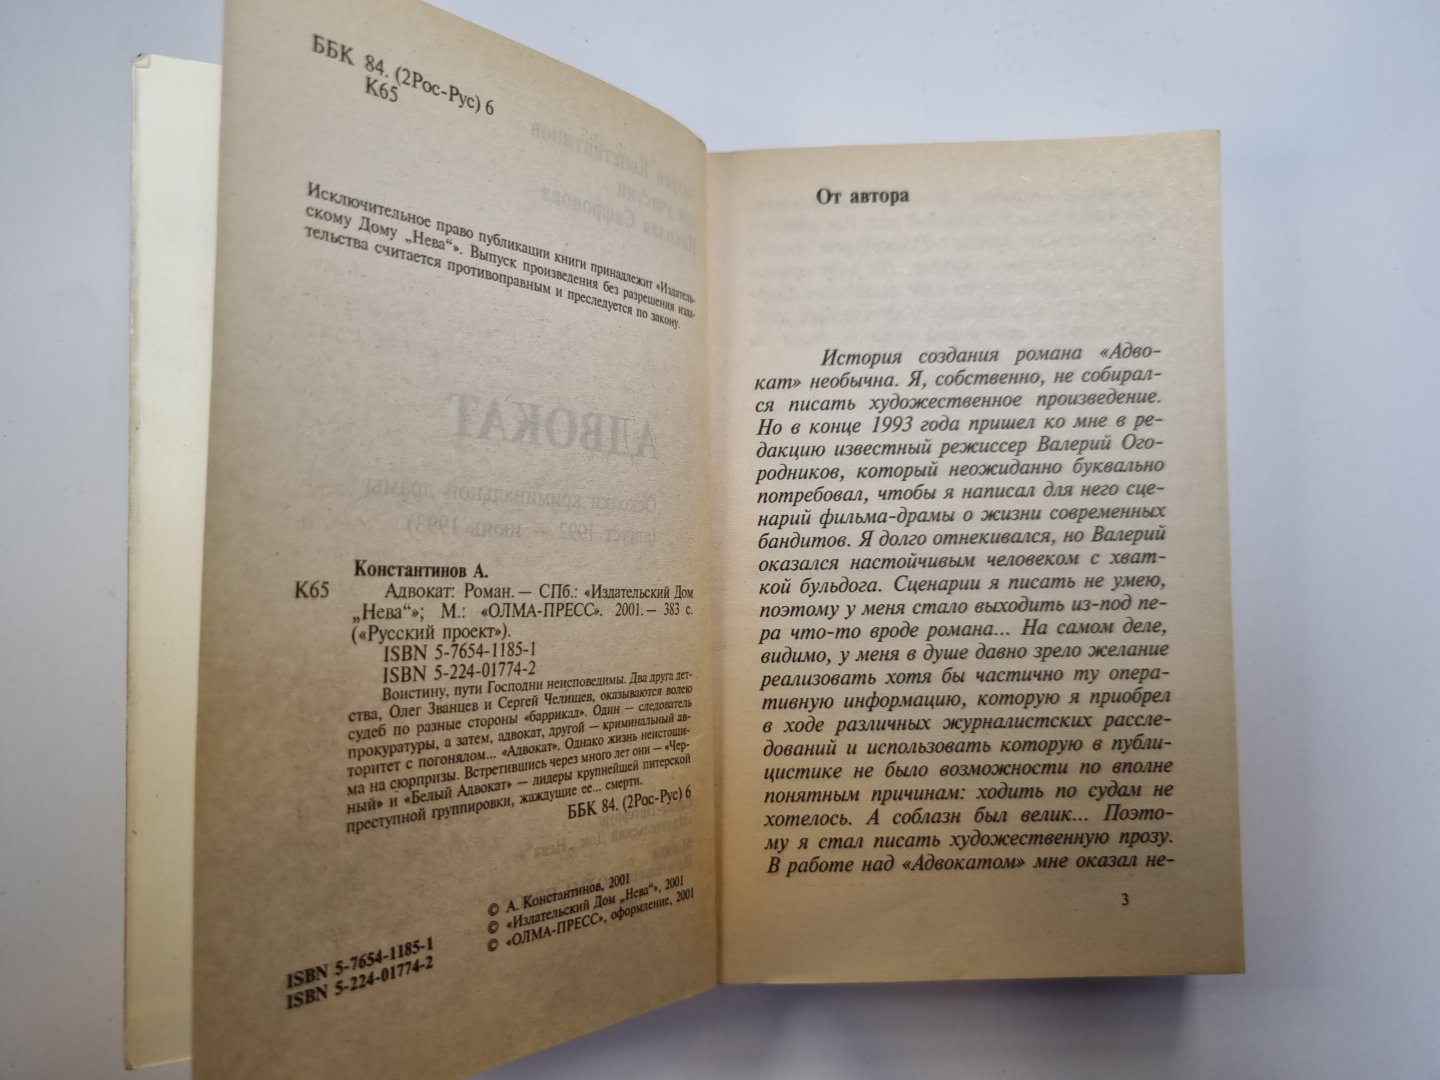 ББК 84. (2Рос-Рус) 6
К65
Исключительное право публикации книги принадлежит «Издатель-
скому Дому „Нева“». Выпуск произведения без разрешения изда-
тельства считается противоправным и преследуется по закону.
Константинов А.
К65 Адвокат: Роман. — СПб.: «Издательский Дом
„Нева“»; М.: «ОЛМА-ПРЕСС». 2001. — 383 с.
(«Русский проект»).
ISBN 5-7654-1185-1
ISBN 5-224-01774-2
Воистину, пути Господни неисповедимы. Два друга дет-
ства, Олег Званцев и Сергей Челищев, оказываются волею
судеб по разные стороны «баррикад». Один — следователь
прокуратуры, а затем, адвокат, другой — криминальный ав-
торитет с погонялом... «Адвокат». Однако жизнь неистощи-
ма на сюрпризы. Встретившись через много лет они — «Чер-
ный» и «Белый Адвокат» — лидеры крупнейшей питерской
преступной группировки, жаждущие ее... смерти.
ББК 84. (2Рос-Рус) 6
© А. Константинов, 2001
© «Издательский Дом „Нева“», 2001
© «ОЛМА-ПРЕСС», оформление, 2001
ISBN 5-7654-1185-1
ISBN 5-224-01774-2
От автора
История создания романа «Адво-
кат» необычна. Я, собственно, не собирал-
ся писать художественное произведение.
Но в конце 1993 года пришел ко мне в ре-
дакцию известный режиссер Валерий Ого-
родников, который неожиданно буквально
потребовал, чтобы я написал для него сце-
нарий фильма-драмы о жизни современных
бандитов. Я долго отнекивался, но Валерий
оказался настойчивым человеком с хват-
кой бульдога. Сценарии я писать не умею,
поэтому у меня стало выходить из-под пе-
ра что-то вроде романа... На самом деле,
видимо, у меня в душе давно зрело желание
реализовать хотя бы частично ту опера-
тивную информацию, которую я приобрел
в ходе различных журналистских рассле-
дований и использовать которую в публи-
цистике не было возможности по вполне
понятным причинам: ходить по судам не
хотелось. А соблазн был велик... Поэто-
му я стал писать художественную прозу.
В работе над «Адвокатом» мне оказал не-
3